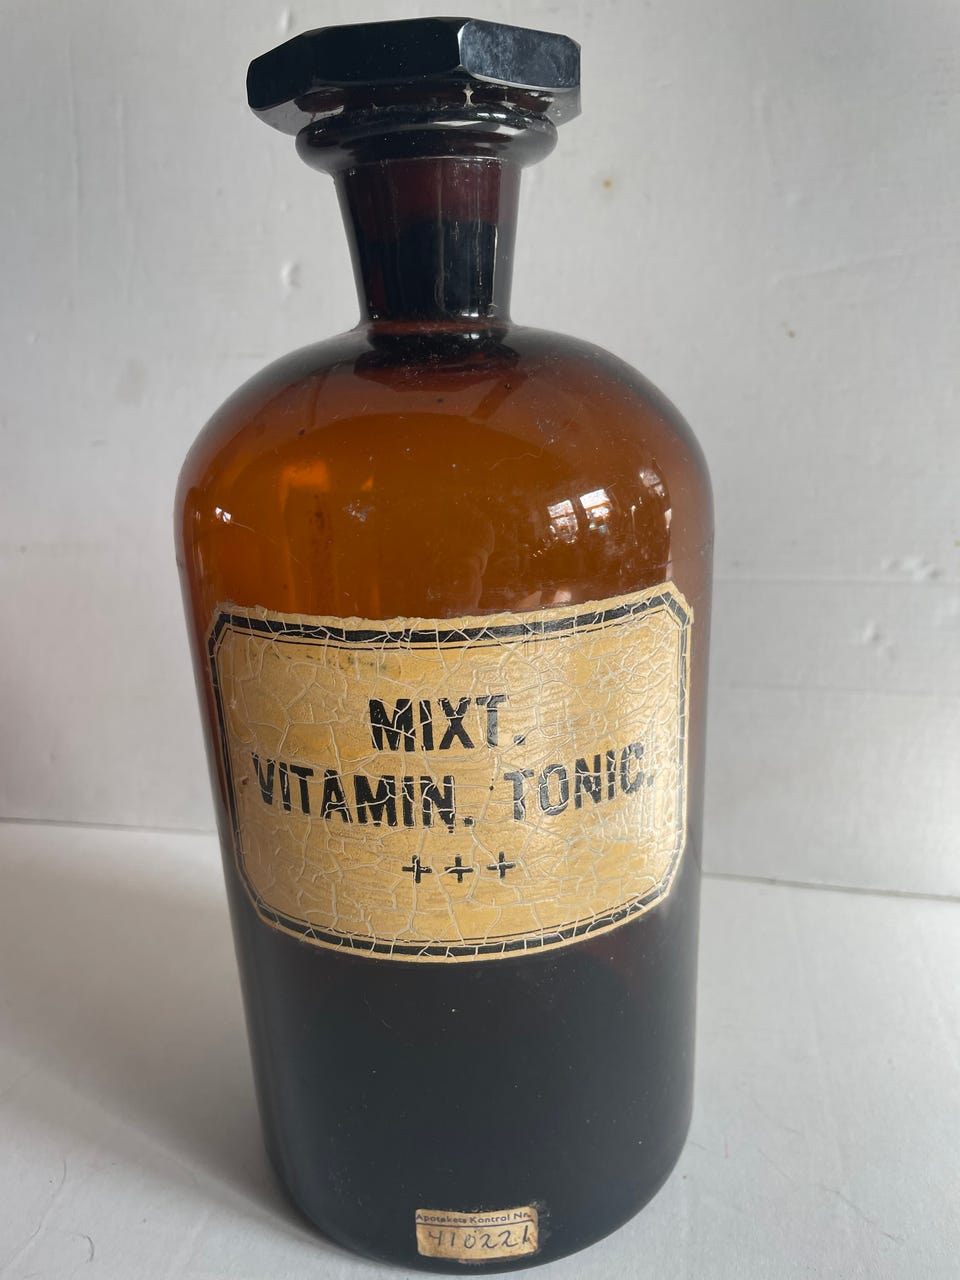 MIXT.
VITAMIN. TONIC.
+++
Apotekets Kontrol Nr.
410221